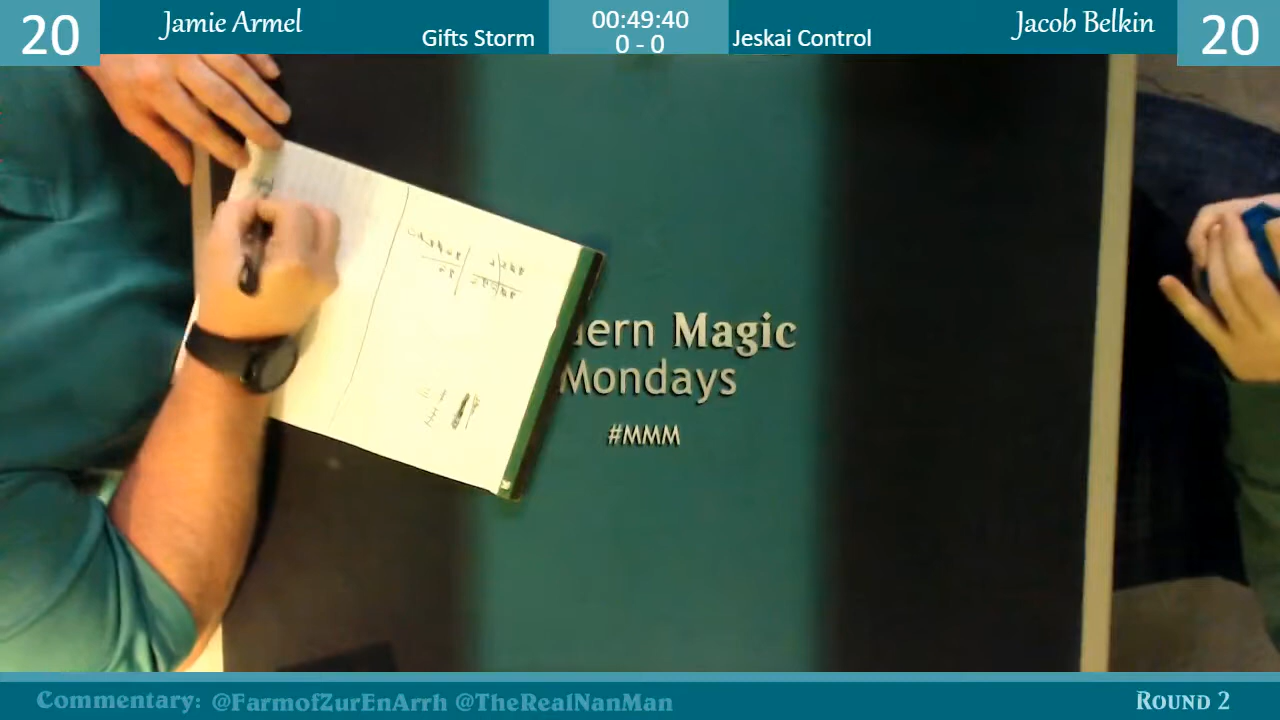 20
Jamie Armel
Gifts Storm
00:49:40
0 - 0
Jeskai Control
Jacob Belkin
20
dern Magic
Mondays
#MMM
Commentary: @FarmofZurEnArrh @TheRealNanMan
Round 2